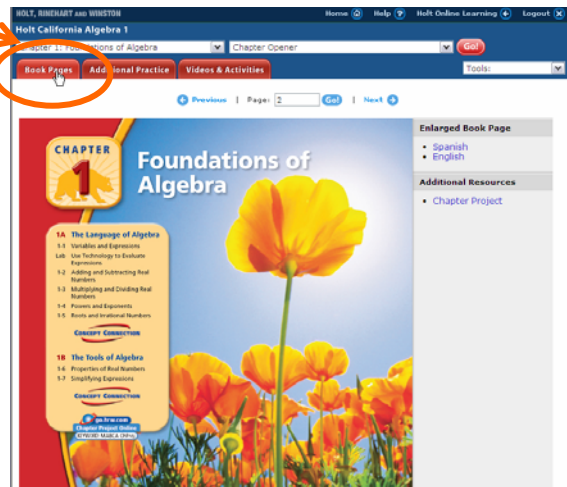 HOLT, RINEHART AND WINSTON Home Help ? Holt Online Learning Logout X
Holt California Algebra 1
Chapter 1: Foundations of Algebra Chapter Opener Go!
Book Pages Additional Practice Videos & Activities Tools:
Previous | Page: 2 Go! | Next
CHAPTER
1
Foundations of
Algebra
1A The Language of Algebra
1-1 Variables and Expressions
Lab Use Technology to Evaluate
Expressions
1-2 Adding and Subtracting Real
Numbers
1-3 Multiplying and Dividing Real
Numbers
1-4 Powers and Exponents
1-5 Roots and Irrational Numbers
CONCEPT CONNECTION
1B The Tools of Algebra
1-6 Properties of Real Numbers
1-7 Simplifying Expressions
CONCEPT CONNECTION
go.hrw.com
Chapter Project Online
Enlarged Book Page
• Spanish
• English
Additional Resources
• Chapter Project